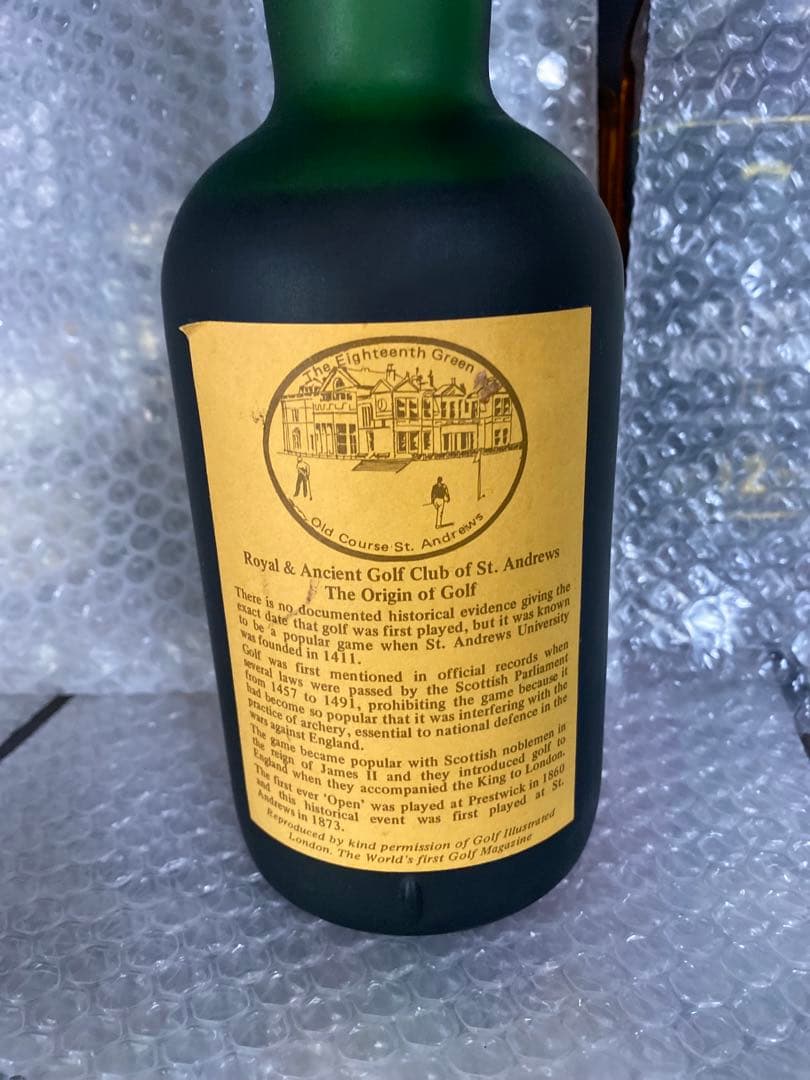 The Eighteenth Green
Old Course St. Andrews
Royal & Ancient Golf Club of St. Andrews
The Origin of Golf
There is no documented historical evidence giving the
exact date that golf was first played, but it was known
to be a popular game when St. Andrews University
was founded in 1411.
Golf was first mentioned in official records when
several laws were passed by the Scottish Parliament
from 1457 to 1491, prohibiting the game because it
had become so popular that it was interfering with the
practice of archery, essential to national defence in the
wars against England.
The game became popular with Scottish noblemen in
the reign of James II and they introduced golf to
England when they accompanied the King to London.
The first ever 'Open' was played at Prestwick in 1860
and this historical event was first played at St.
Andrews in 1873.
Reproduced by kind permission of Golf Illustrated
London. The World's first Golf Magazine